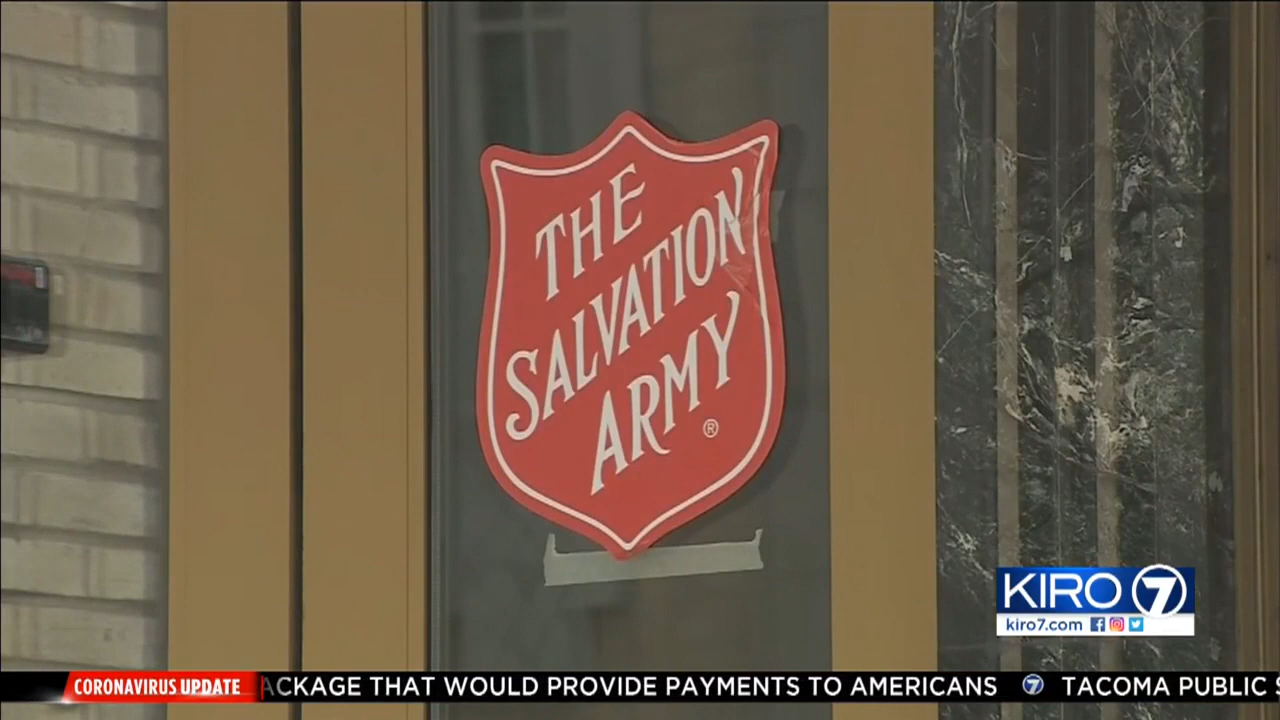 THE
SALVATION
ARMY
®
KIRO 7
kiro7.com
CORONAVIRUS UPDATE
ACKAGE THAT WOULD PROVIDE PAYMENTS TO AMERICANS 7 TACOMA PUBLIC